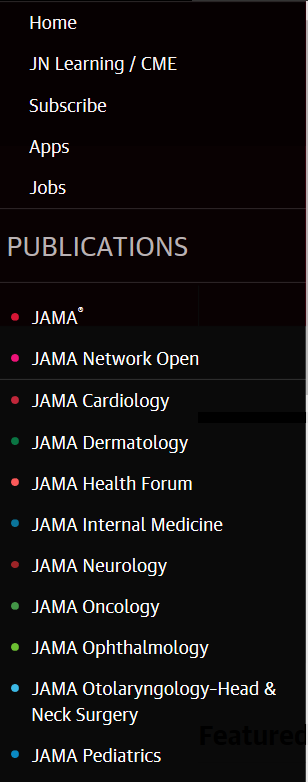 Home
JN Learning / CME
Subscribe
Apps
Jobs
PUBLICATIONS
JAMA®
JAMA Network Open
JAMA Cardiology
JAMA Dermatology
JAMA Health Forum
JAMA Internal Medicine
JAMA Neurology
JAMA Oncology
JAMA Ophthalmology
JAMA Otolaryngology–Head &
Neck Surgery
Featured
JAMA Pediatrics